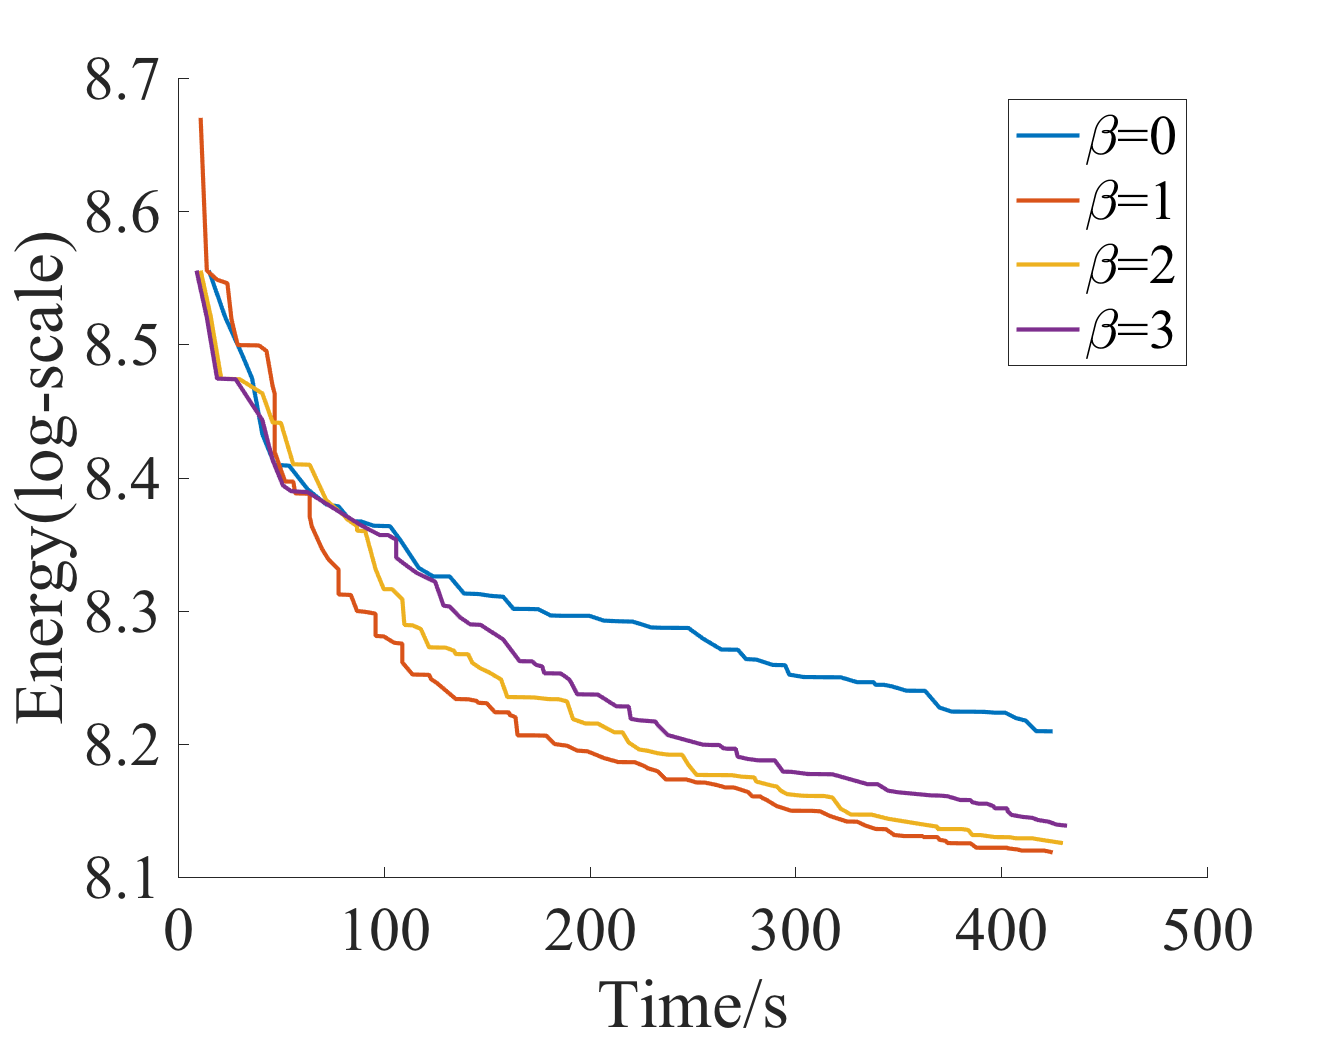 8.7
8.6
8.5
8.4
8.3
8.2
8.1
Energy(log-scale)
β=0
β=1
β=2
β=3
0 100 200 300 400 500
Time/s